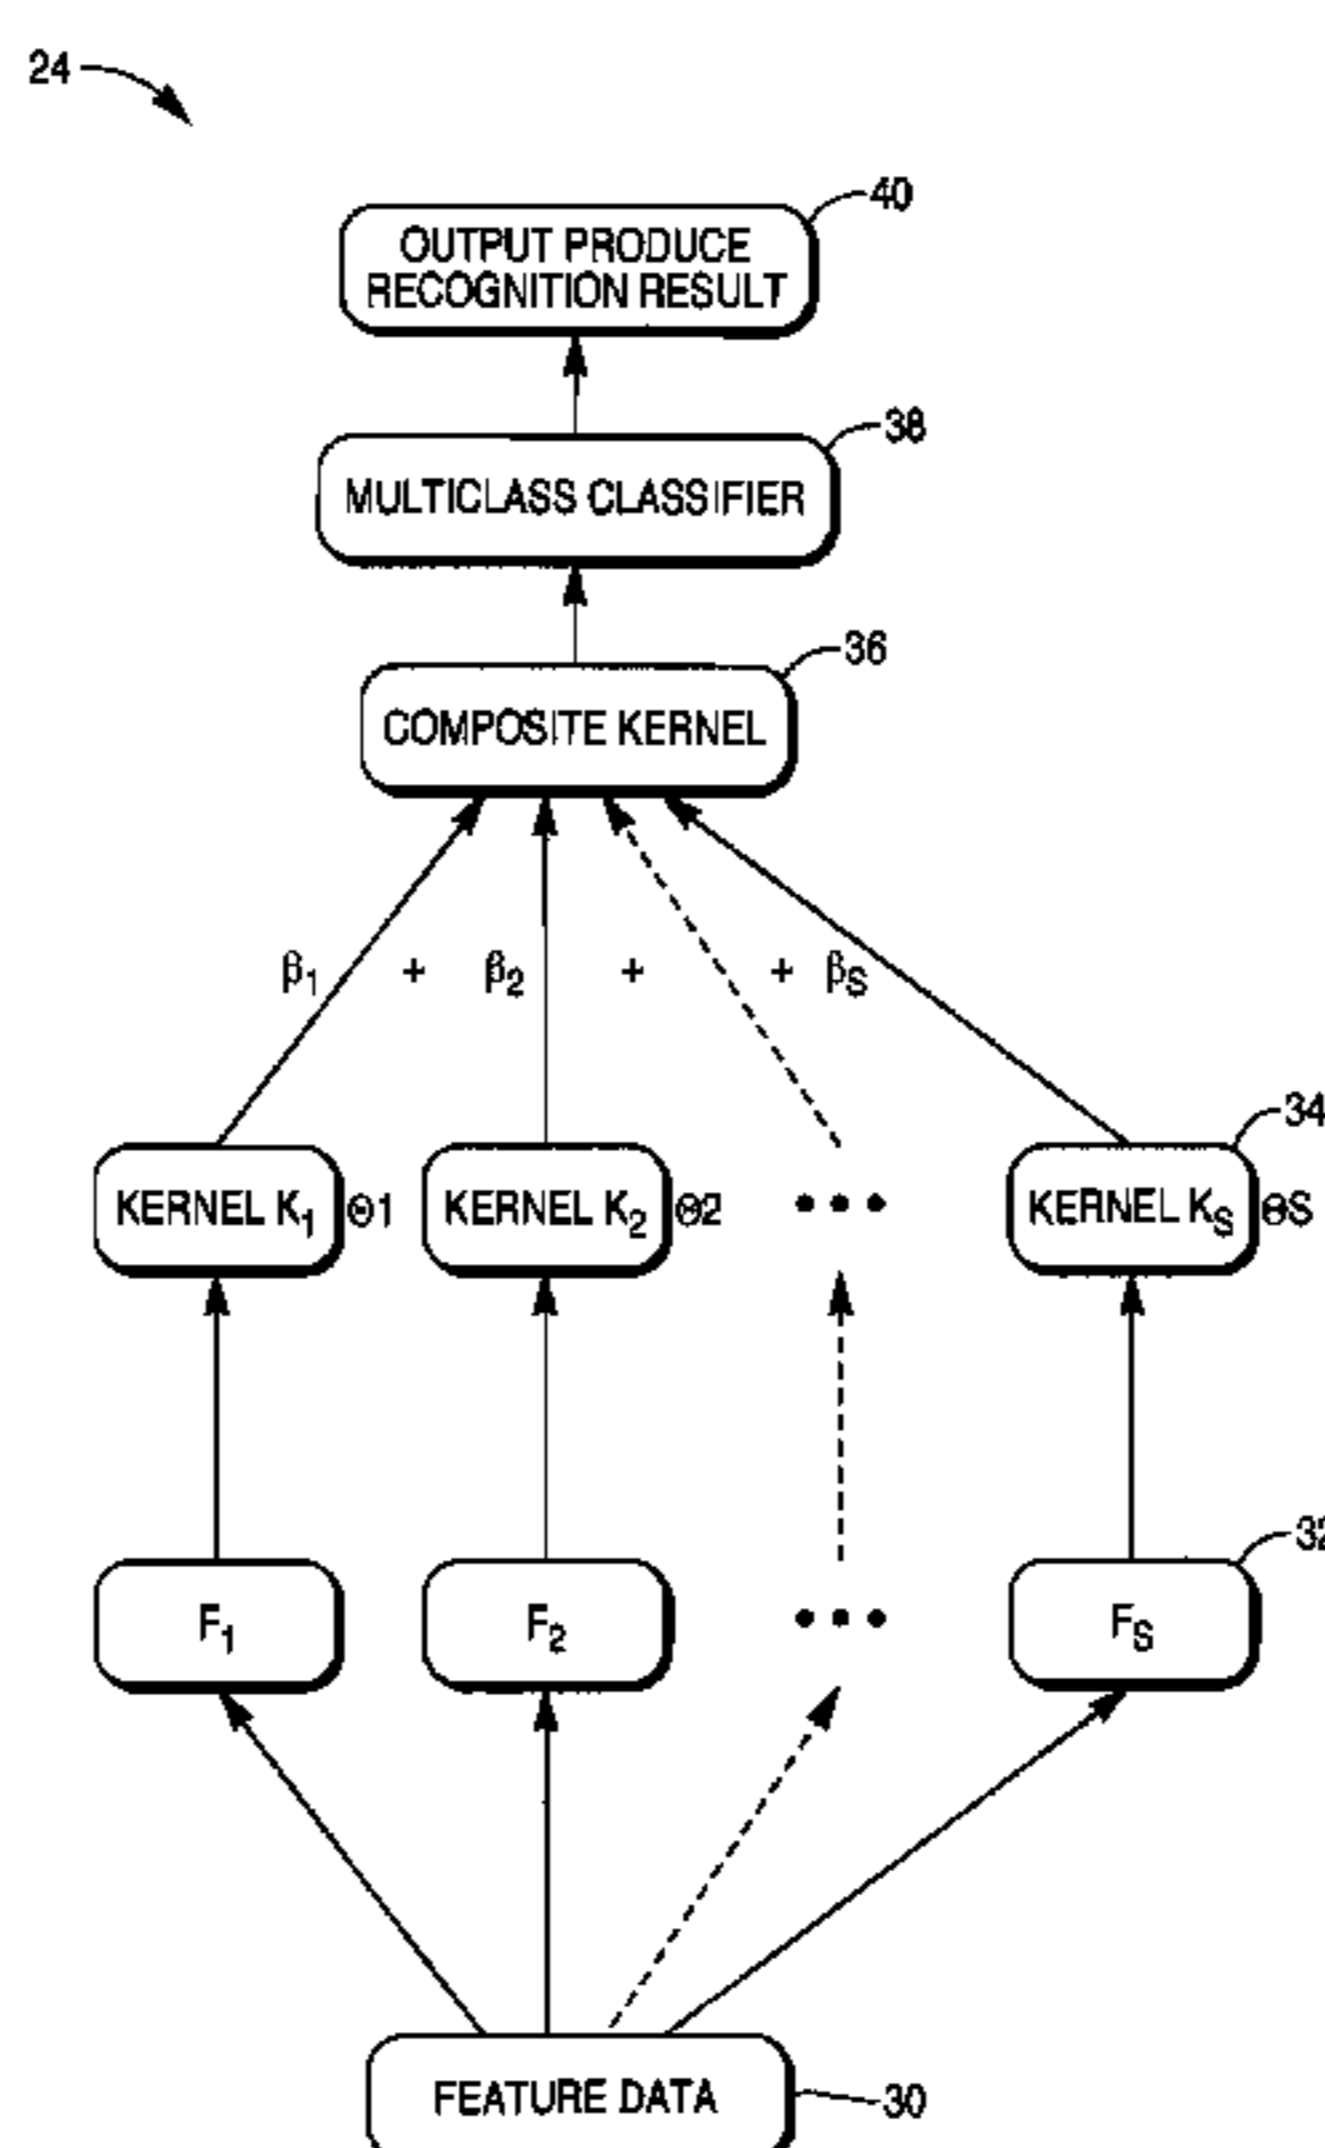 24
40
OUTPUT PRODUCE
RECOGNITION RESULT
38
MULTICLASS CLASSIFIER
36
COMPOSITE KERNEL
β1 + β2 + + βS
34
KERNEL K1 Θ1 KERNEL K2 Θ2 ••• KERNEL KS ΘS
32
F1 F2 ••• FS
FEATURE DATA 30